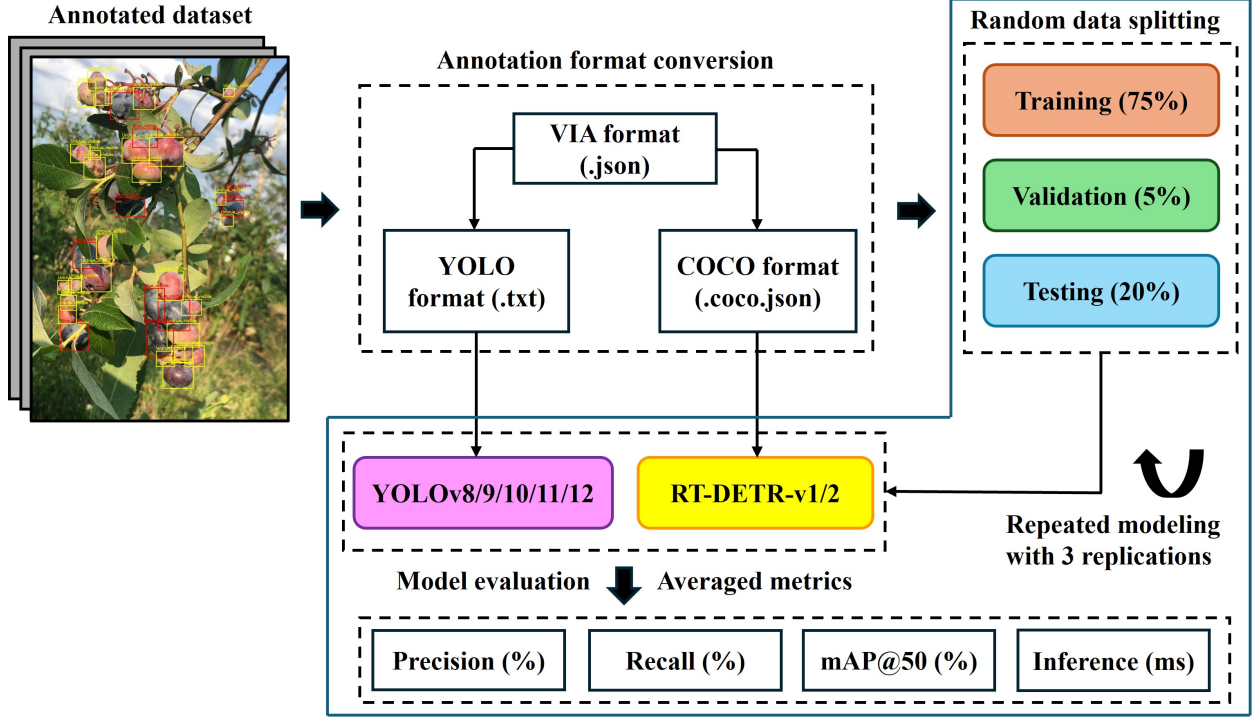 Annotated dataset
Annotation format conversion
VIA format
(.json)
YOLO
format (.txt)
COCO format
(.coco.json)
Random data splitting
Training (75%)
Validation (5%)
Testing (20%)
YOLOv8/9/10/11/12
RT-DETR-v1/2
Repeated modeling
with 3 replications
Model evaluation
Averaged metrics
Precision (%)
Recall (%)
mAP@50 (%)
Inference (ms)